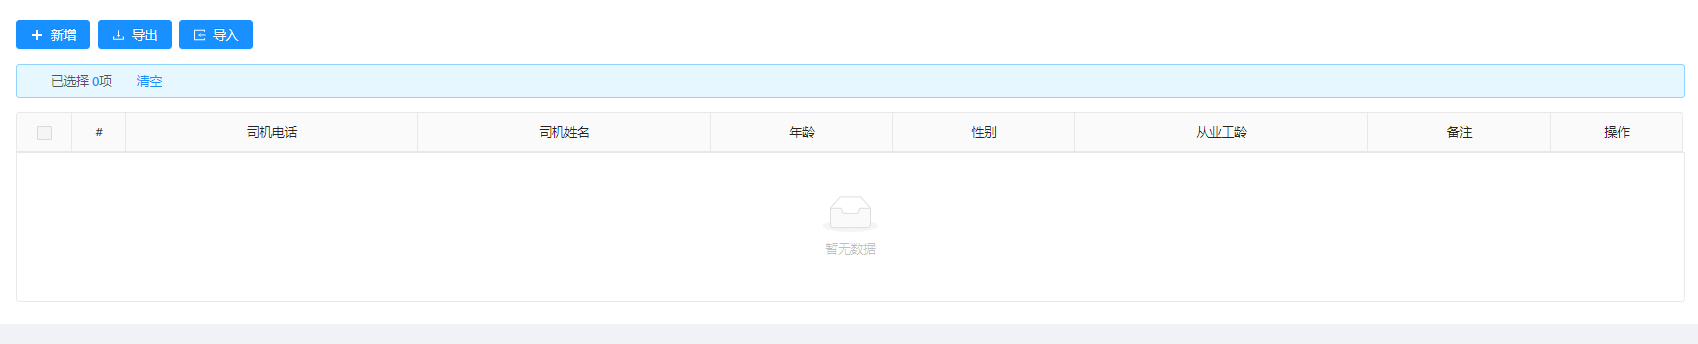 新增 导出 导入
已选择 0项 清空
# 司机电话 司机姓名 年龄 性别 从业工龄 备注 操作
暂无数据